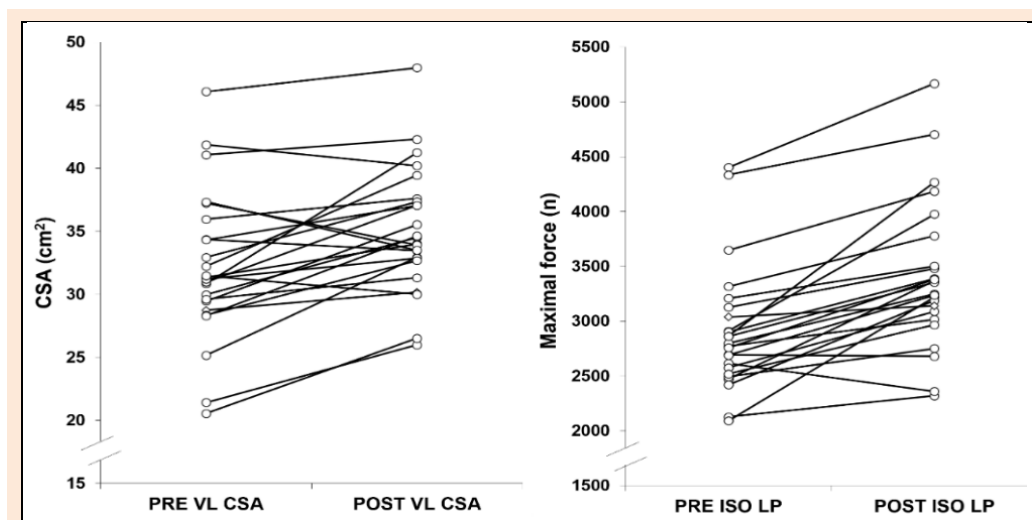 CSA (cm²)
50
45
40
35
30
25
20
15
PRE VL CSA
POST VL CSA
Maximal force (n)
5500
5000
4500
4000
3500
3000
2500
2000
1500
PRE ISO LP
POST ISO LP